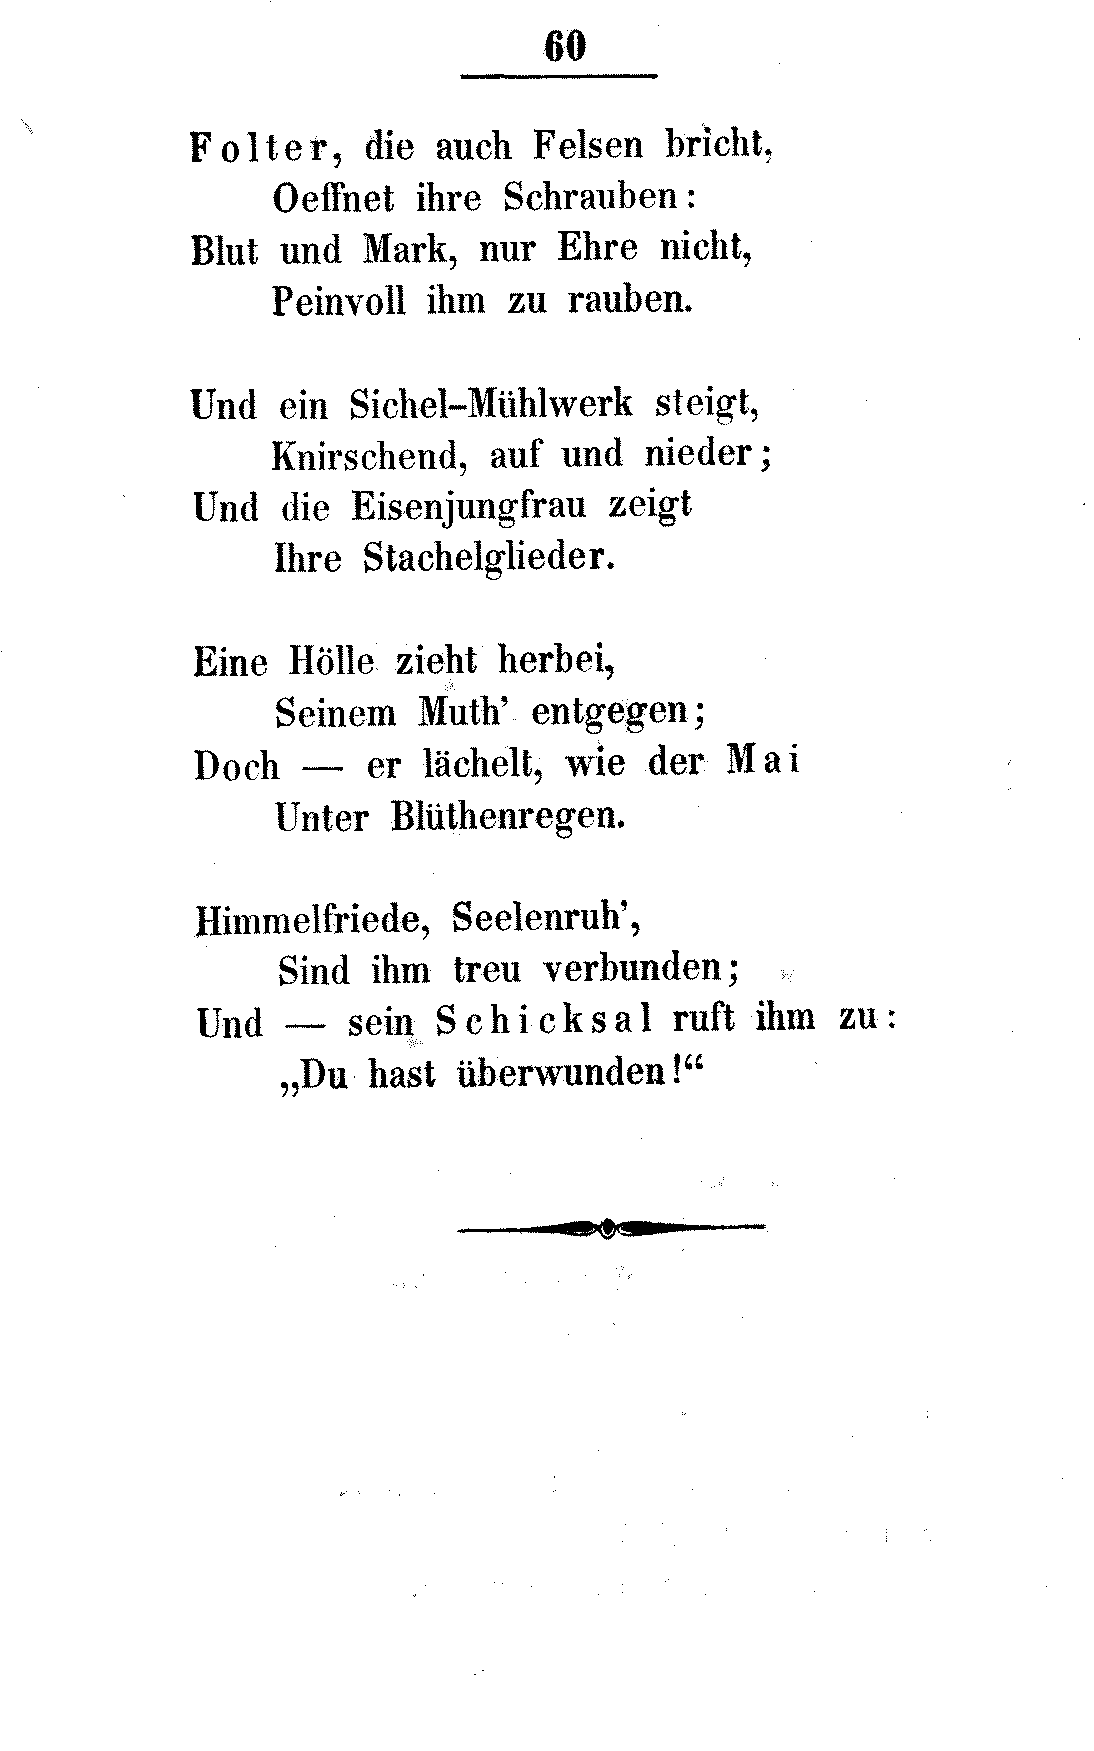 60
Folter, die auch Felsen bricht,
Oeffnet ihre Schrauben:
Blut und Mark, nur Ehre nicht,
Peinvoll ihm zu rauben.
Und ein Sichel-Mühlwerk steigt,
Knirschend, auf und nieder;
Und die Eisenjungfrau zeigt
Ihre Stachelglieder.
Eine Hölle zieht herbei,
Seinem Muth' entgegen;
Doch — er lächelt, wie der Mai
Unter Blüthenregen.
Himmelfriede, Seelenruh',
Sind ihm treu verbunden;
Und — sein Schicksal ruft ihm zu:
„Du hast überwunden!“